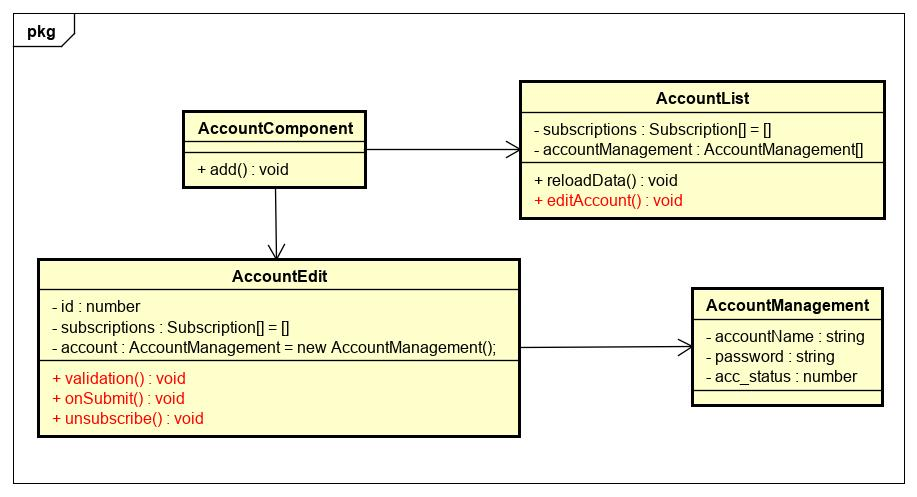 pkg
AccountComponent
+ add() : void
AccountList
- subscriptions : Subscription[] = []
- accountManagement : AccountManagement[]
+ reloadData() : void
+ editAccount() : void
AccountEdit
- id : number
- subscriptions : Subscription[] = []
- account : AccountManagement = new AccountManagement();
+ validation() : void
+ onSubmit() : void
+ unsubscribe() : void
AccountManagement
- accountName : string
- password : string
- acc_status : number